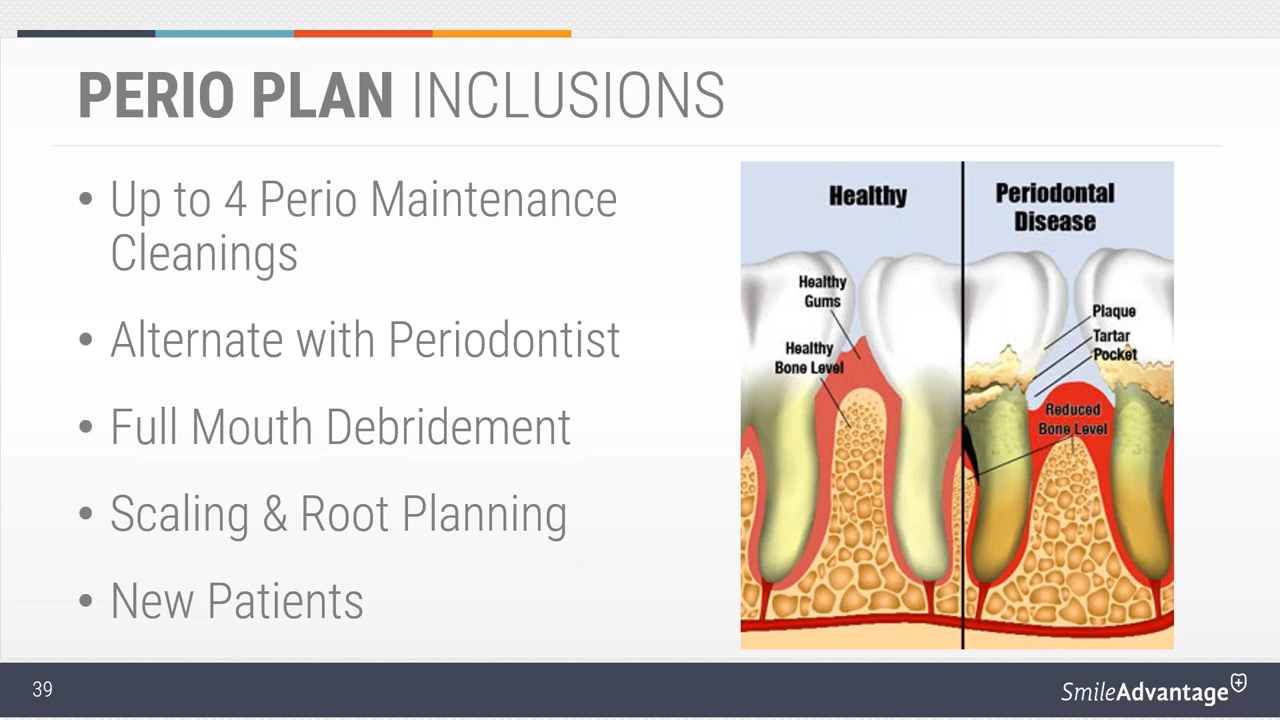 PERIO PLAN INCLUSIONS
• Up to 4 Perio Maintenance
Cleanings
• Alternate with Periodontist
• Full Mouth Debridement
• Scaling & Root Planning
• New Patients
Healthy
Periodontal
Disease
Healthy
Gums
Healthy
Bone Level
Plaque
Tartar
Pocket
Reduced
Bone Level
39
SmileAdvantage